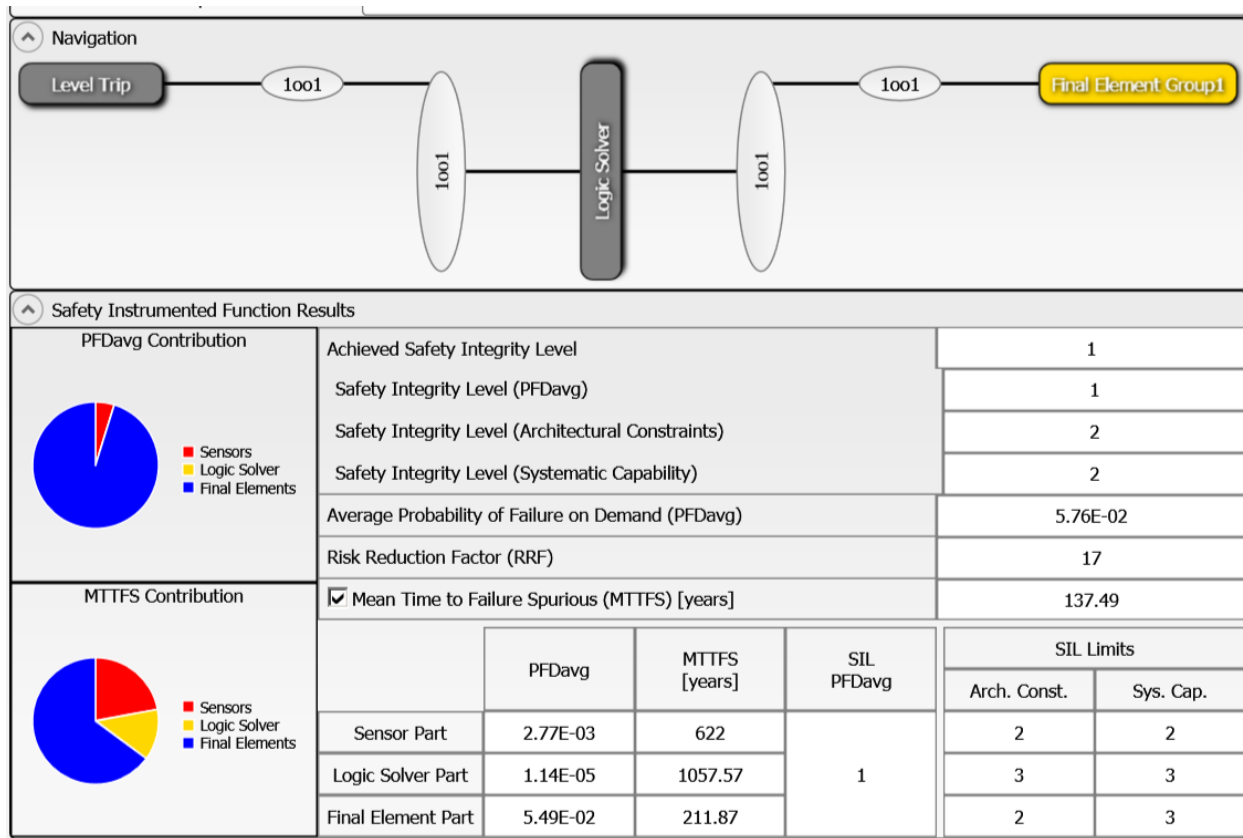 Navigation
Level Trip
1oo1
1oo1
Logic Solver
1oo1
1oo1
Final Element Group1
Safety Instrumented Function Results
PFDavg Contribution
Sensors
Logic Solver
Final Elements
Achieved Safety Integrity Level 1
Safety Integrity Level (PFDavg) 1
Safety Integrity Level (Architectural Constraints) 2
Safety Integrity Level (Systematic Capability) 2
Average Probability of Failure on Demand (PFDavg) 5.76E-02
Risk Reduction Factor (RRF) 17
MTTFS Contribution
Sensors
Logic Solver
Final Elements
Mean Time to Failure Spurious (MTTFS) [years] 137.49
PFDavg MTTFS [years] SIL PFDavg SIL Limits
Arch. Const. Sys. Cap.
Sensor Part 2.77E-03 622 2 2
Logic Solver Part 1.14E-05 1057.57 1 3 3
Final Element Part 5.49E-02 211.87 2 3